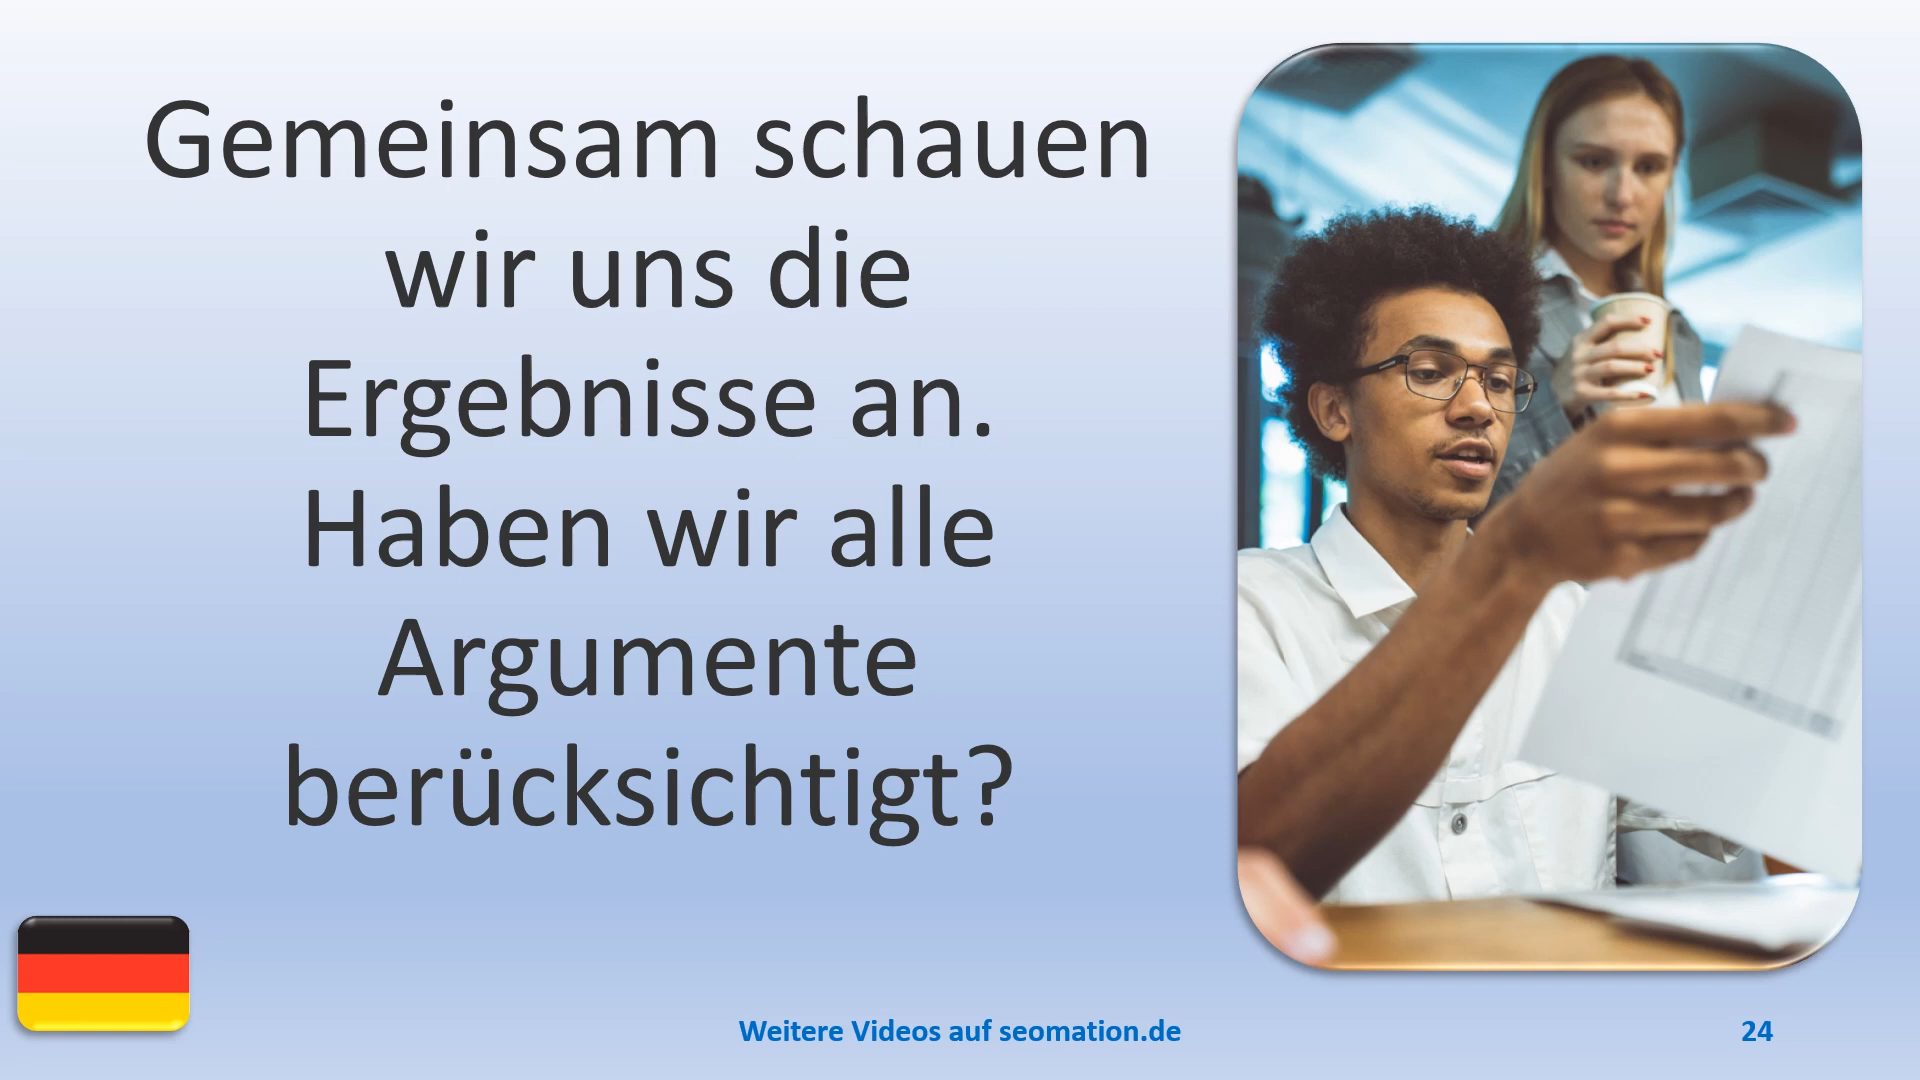 Gemeinsam schauen
wir uns die
Ergebnisse an.
Haben wir alle
Argumente
berücksichtigt?
Weitere Videos auf seomation.de
24